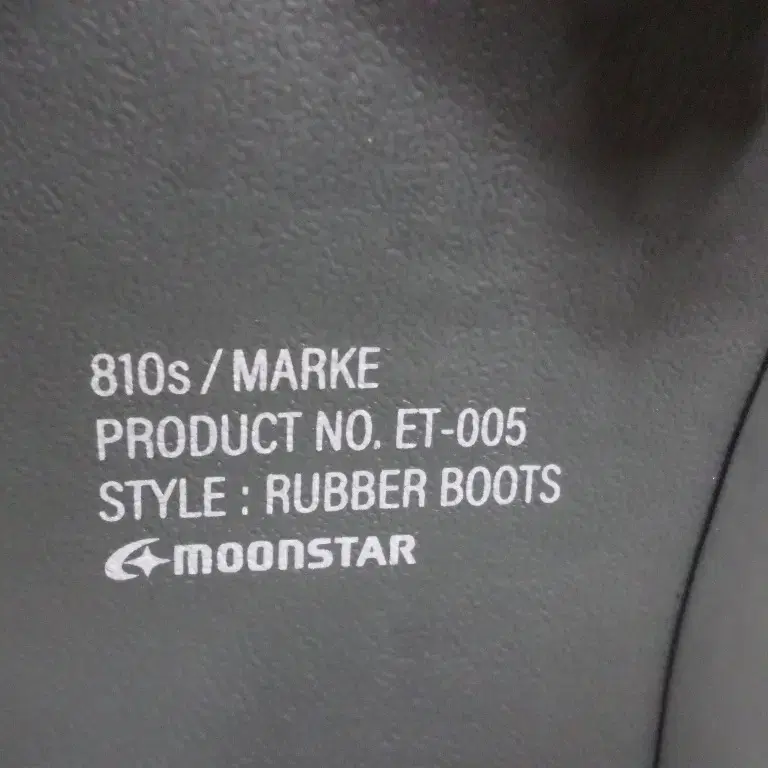 810s / MARKE
PRODUCT NO. ET-005
STYLE : RUBBER BOOTS
MOONSTAR